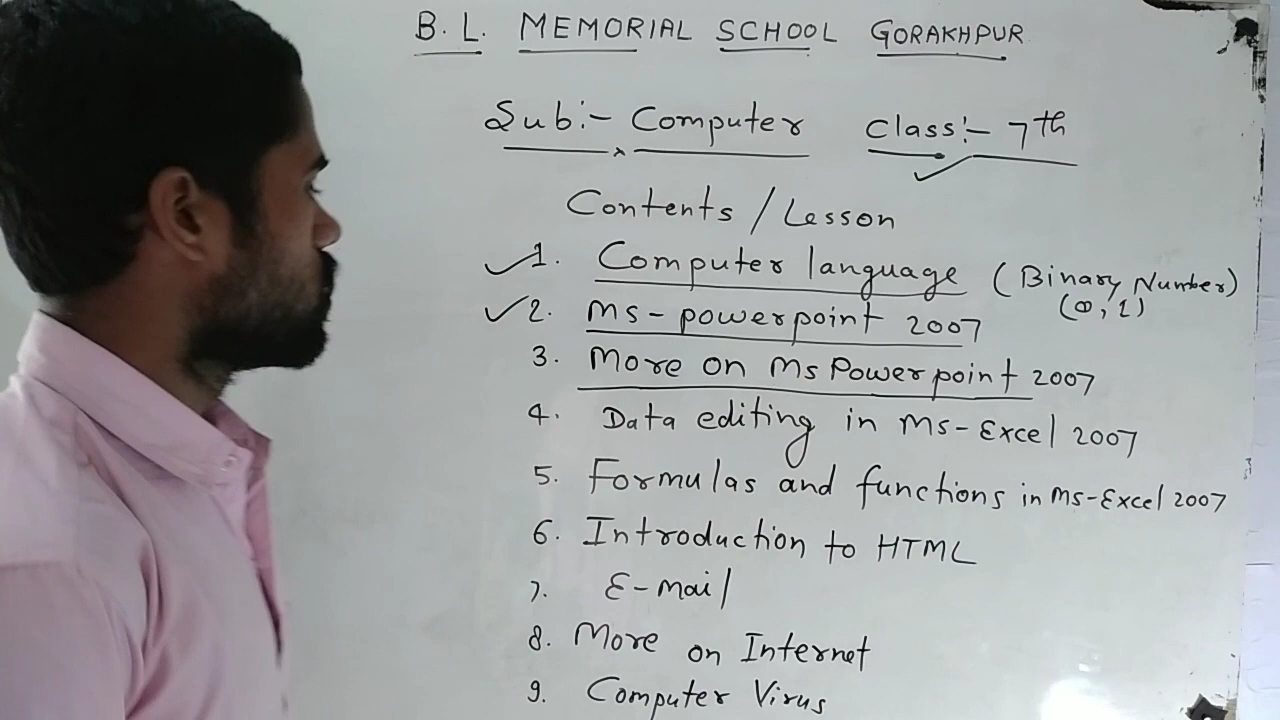 B. L. MEMORIAL SCHOOL GORAKHPUR
Sub:- Computer Class:- 7th
Contents / Lesson
1. Computer language (Binary Number)
(0, 1)
2. MS-powerpoint 2007
3. More on MS Powerpoint 2007
4. Data editing in MS-Excel 2007
5. Formulas and functions in MS-Excel 2007
6. Introduction to HTML
7. E-mail
8. More on Internet
9. Computer Virus